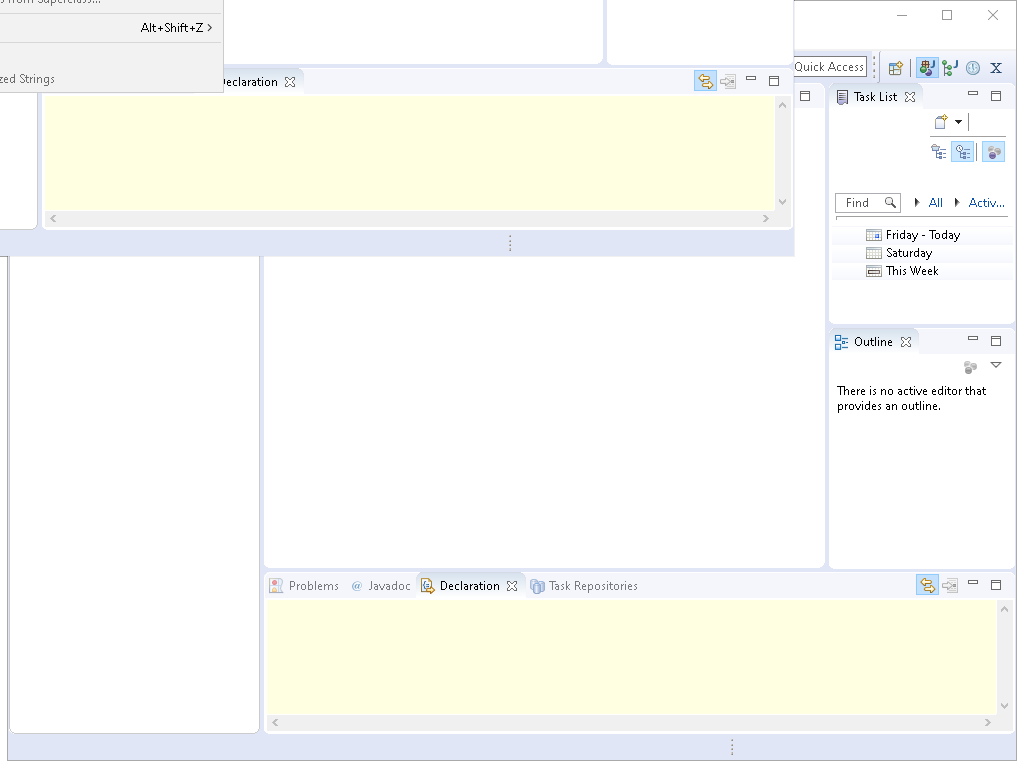 from Superclass...
Alt+Shift+Z
Strings
Declaration
Quick Access
Task List
Find
All
Activ...
Friday - Today
Saturday
This Week
Outline
There is no active editor that
provides an outline.
Problems
@ Javadoc
Declaration
Task Repositories